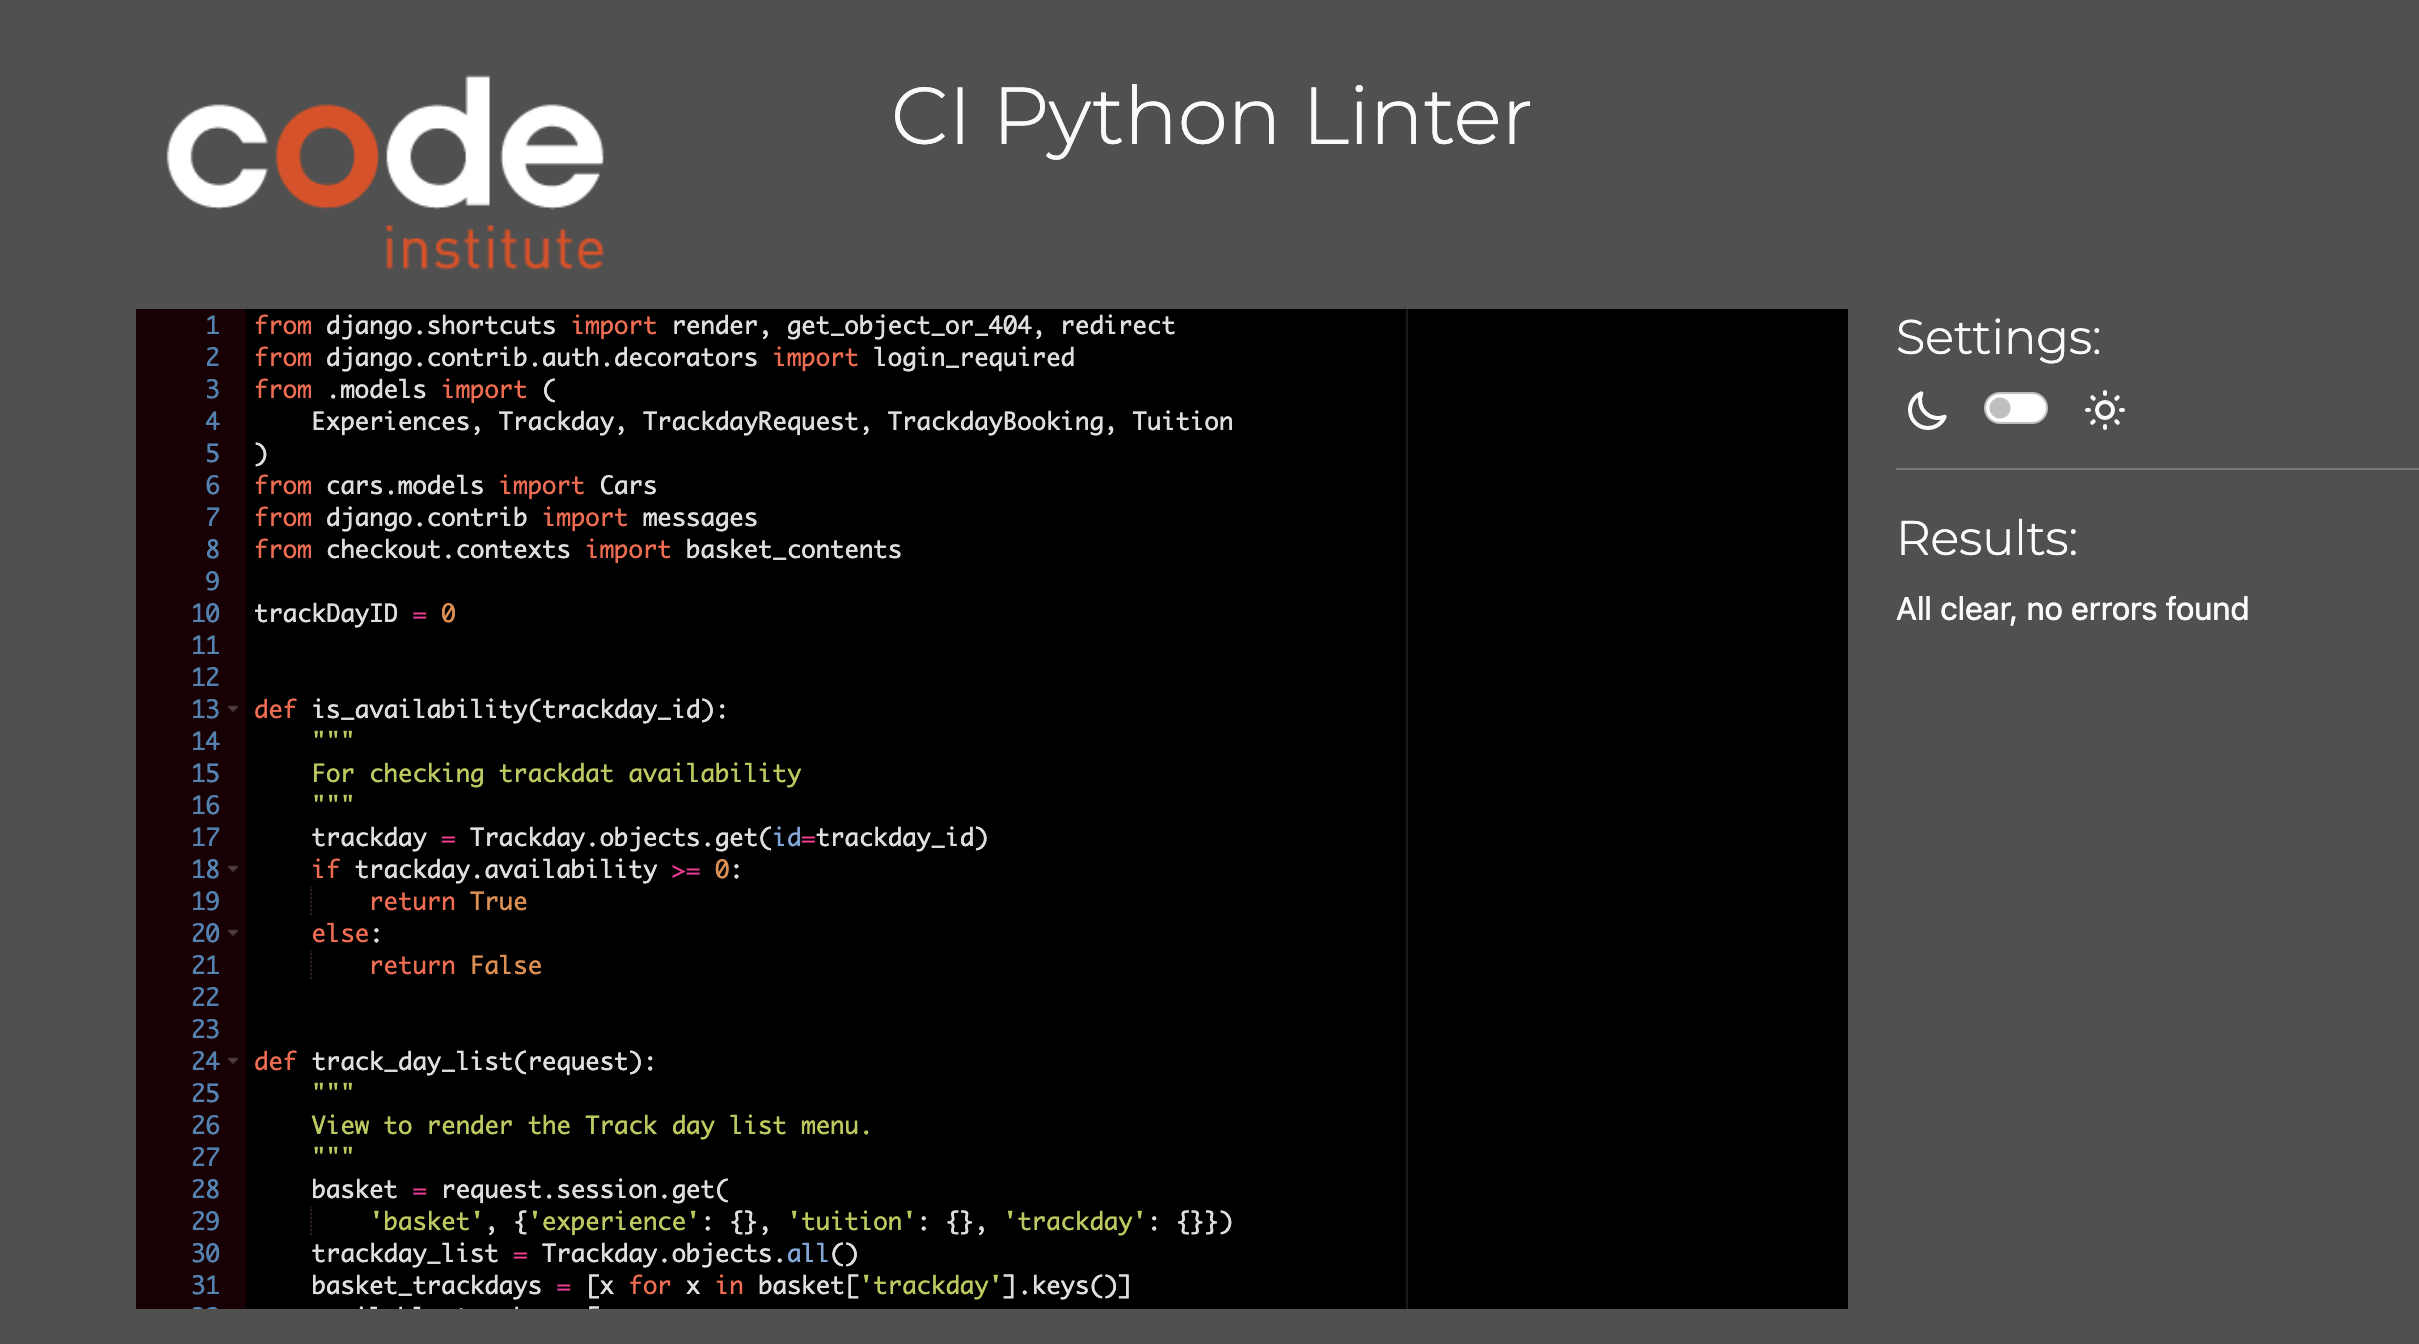 code
institute
CI Python Linter
1 from django.shortcuts import render, get_object_or_404, redirect
2 from django.contrib.auth.decorators import login_required
3 from .models import (
4     Experiences, Trackday, TrackdayRequest, TrackdayBooking, Tuition
5 )
6 from cars.models import Cars
7 from django.contrib import messages
8 from checkout.contexts import basket_contents
9
10 trackDayID = 0
11
12
13 def is_availability(trackday_id):
14     """
15     For checking trackdat availability
16     """
17     trackday = Trackday.objects.get(id=trackday_id)
18     if trackday.availability >= 0:
19         return True
20     else:
21         return False
22
23
24 def track_day_list(request):
25     """
26     View to render the Track day list menu.
27     """
28     basket = request.session.get(
29         'basket', {'experience': {}, 'tuition': {}, 'trackday': {}})
30     trackday_list = Trackday.objects.all()
31     basket_trackdays = [x for x in basket['trackday'].keys()]
Settings:
Results:
All clear, no errors found